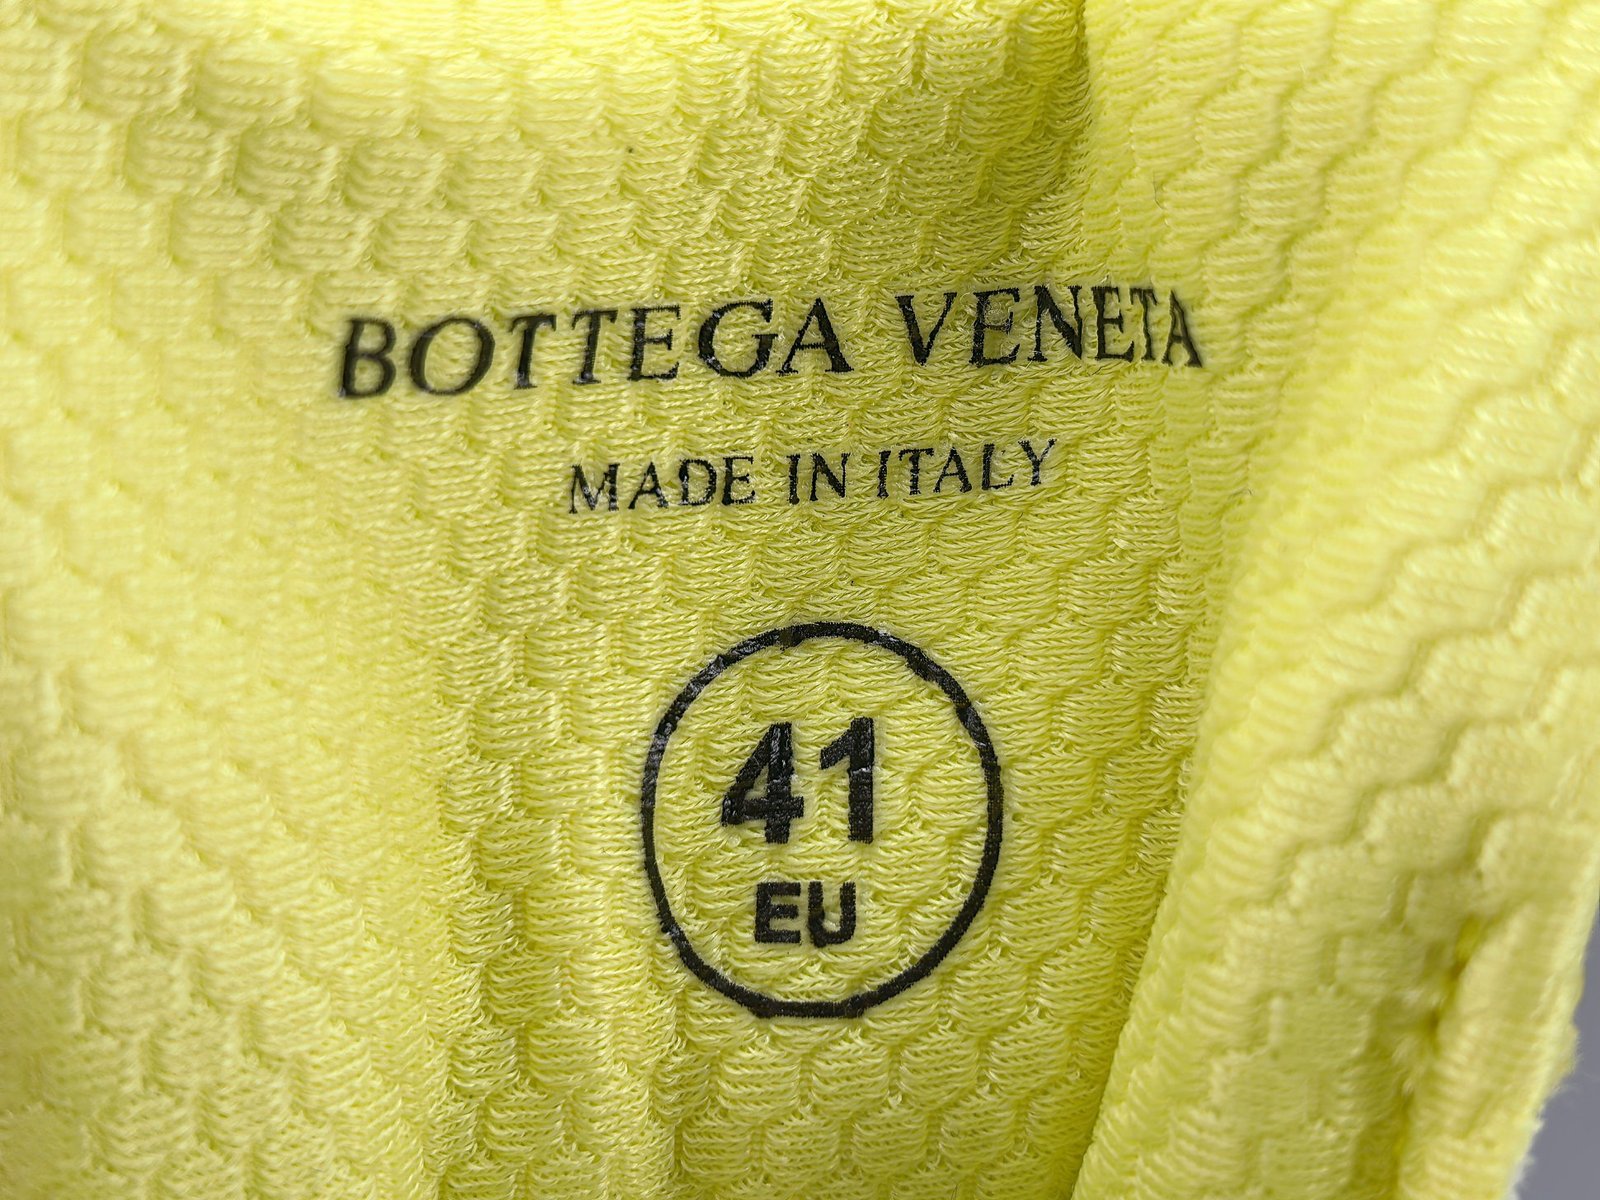 BOTTEGA VENETA
MADE IN ITALY
41
EU